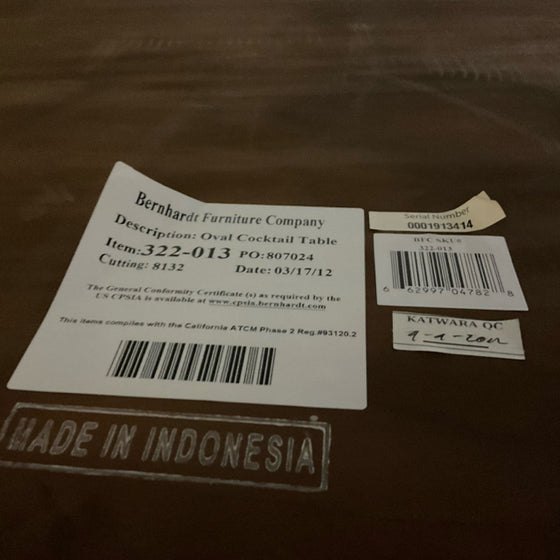 Bernhardt Furniture Company
Description: Oval Cocktail Table
Item:322-013 PO: 807024
Cutting: 8132 Date: 03/17/12
The General Conformity Certificate (s) as required by the
US CPSIA is available at www.cpsia.bernhardt.com
This items compiles with the California ATCM Phase 2 Reg.#93120.2
MADE IN INDONESIA
Serial Number
0001913414
BFC SKU#
322-013
6 62997 04782 8
KATWARA QC